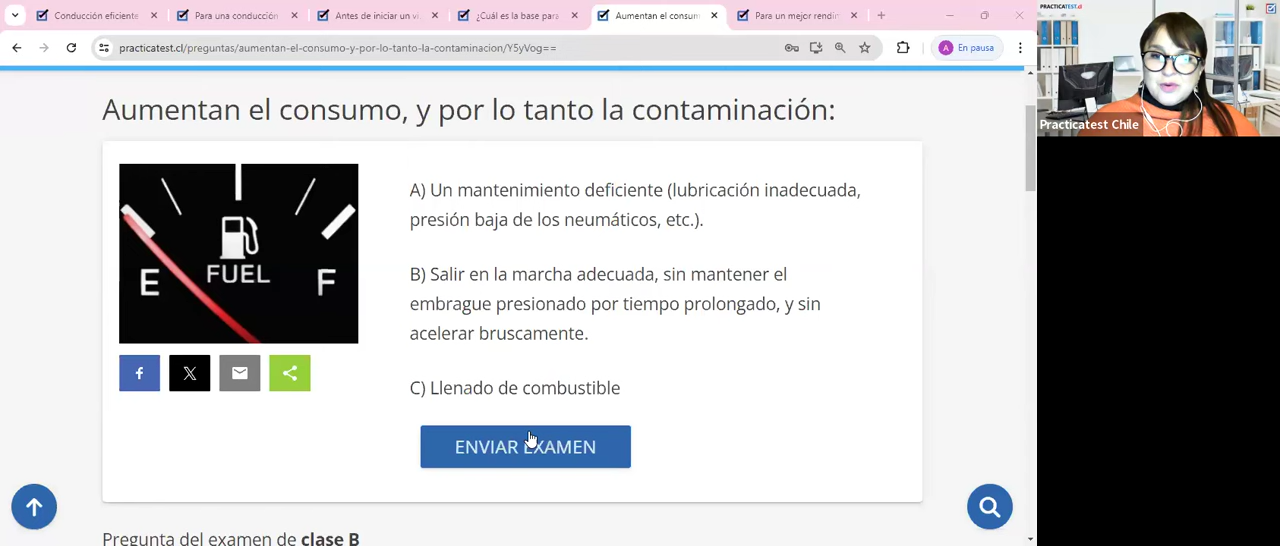 Conducción eficiente
Para una conducción
Antes de iniciar un vi
¿Cuál es la base para
Aumentan el consum
Para un mejor rendin
practicatest.cl/preguntas/aumentan-el-consumo-y-por-lo-tanto-la-contaminacion/Y5yVog==
A
En pausa
PRACTICATEST.cl
Practicatest Chile
Aumentan el consumo, y por lo tanto la contaminación:
E
FUEL
F
A) Un mantenimiento deficiente (lubricación inadecuada,
presión baja de los neumáticos, etc.).
B) Salir en la marcha adecuada, sin mantener el
embrague presionado por tiempo prolongado, y sin
acelerar bruscamente.
C) Llenado de combustible
ENVIAR EXAMEN
Pregunta del examen de clase B